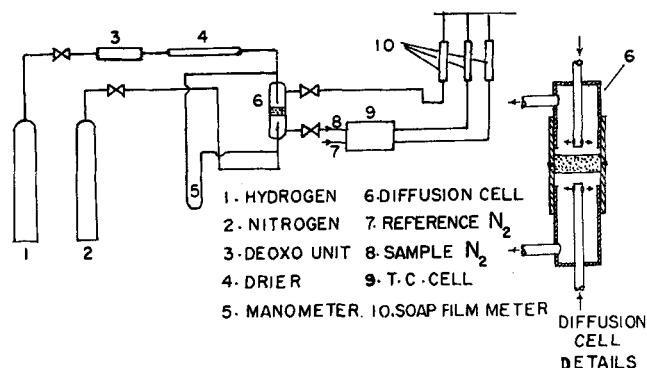 3
4
10
6
6
8
9
7
5
1
2
1. HYDROGEN 6.DIFFUSION CELL
2. NITROGEN 7. REFERENCE N2
3.DEOXO UNIT 8. SAMPLE N2
4. DRIER 9.T.C.CELL
5. MANOMETER. 10.SOAP FILM METER
DIFFUSION
CELL
DETAILS